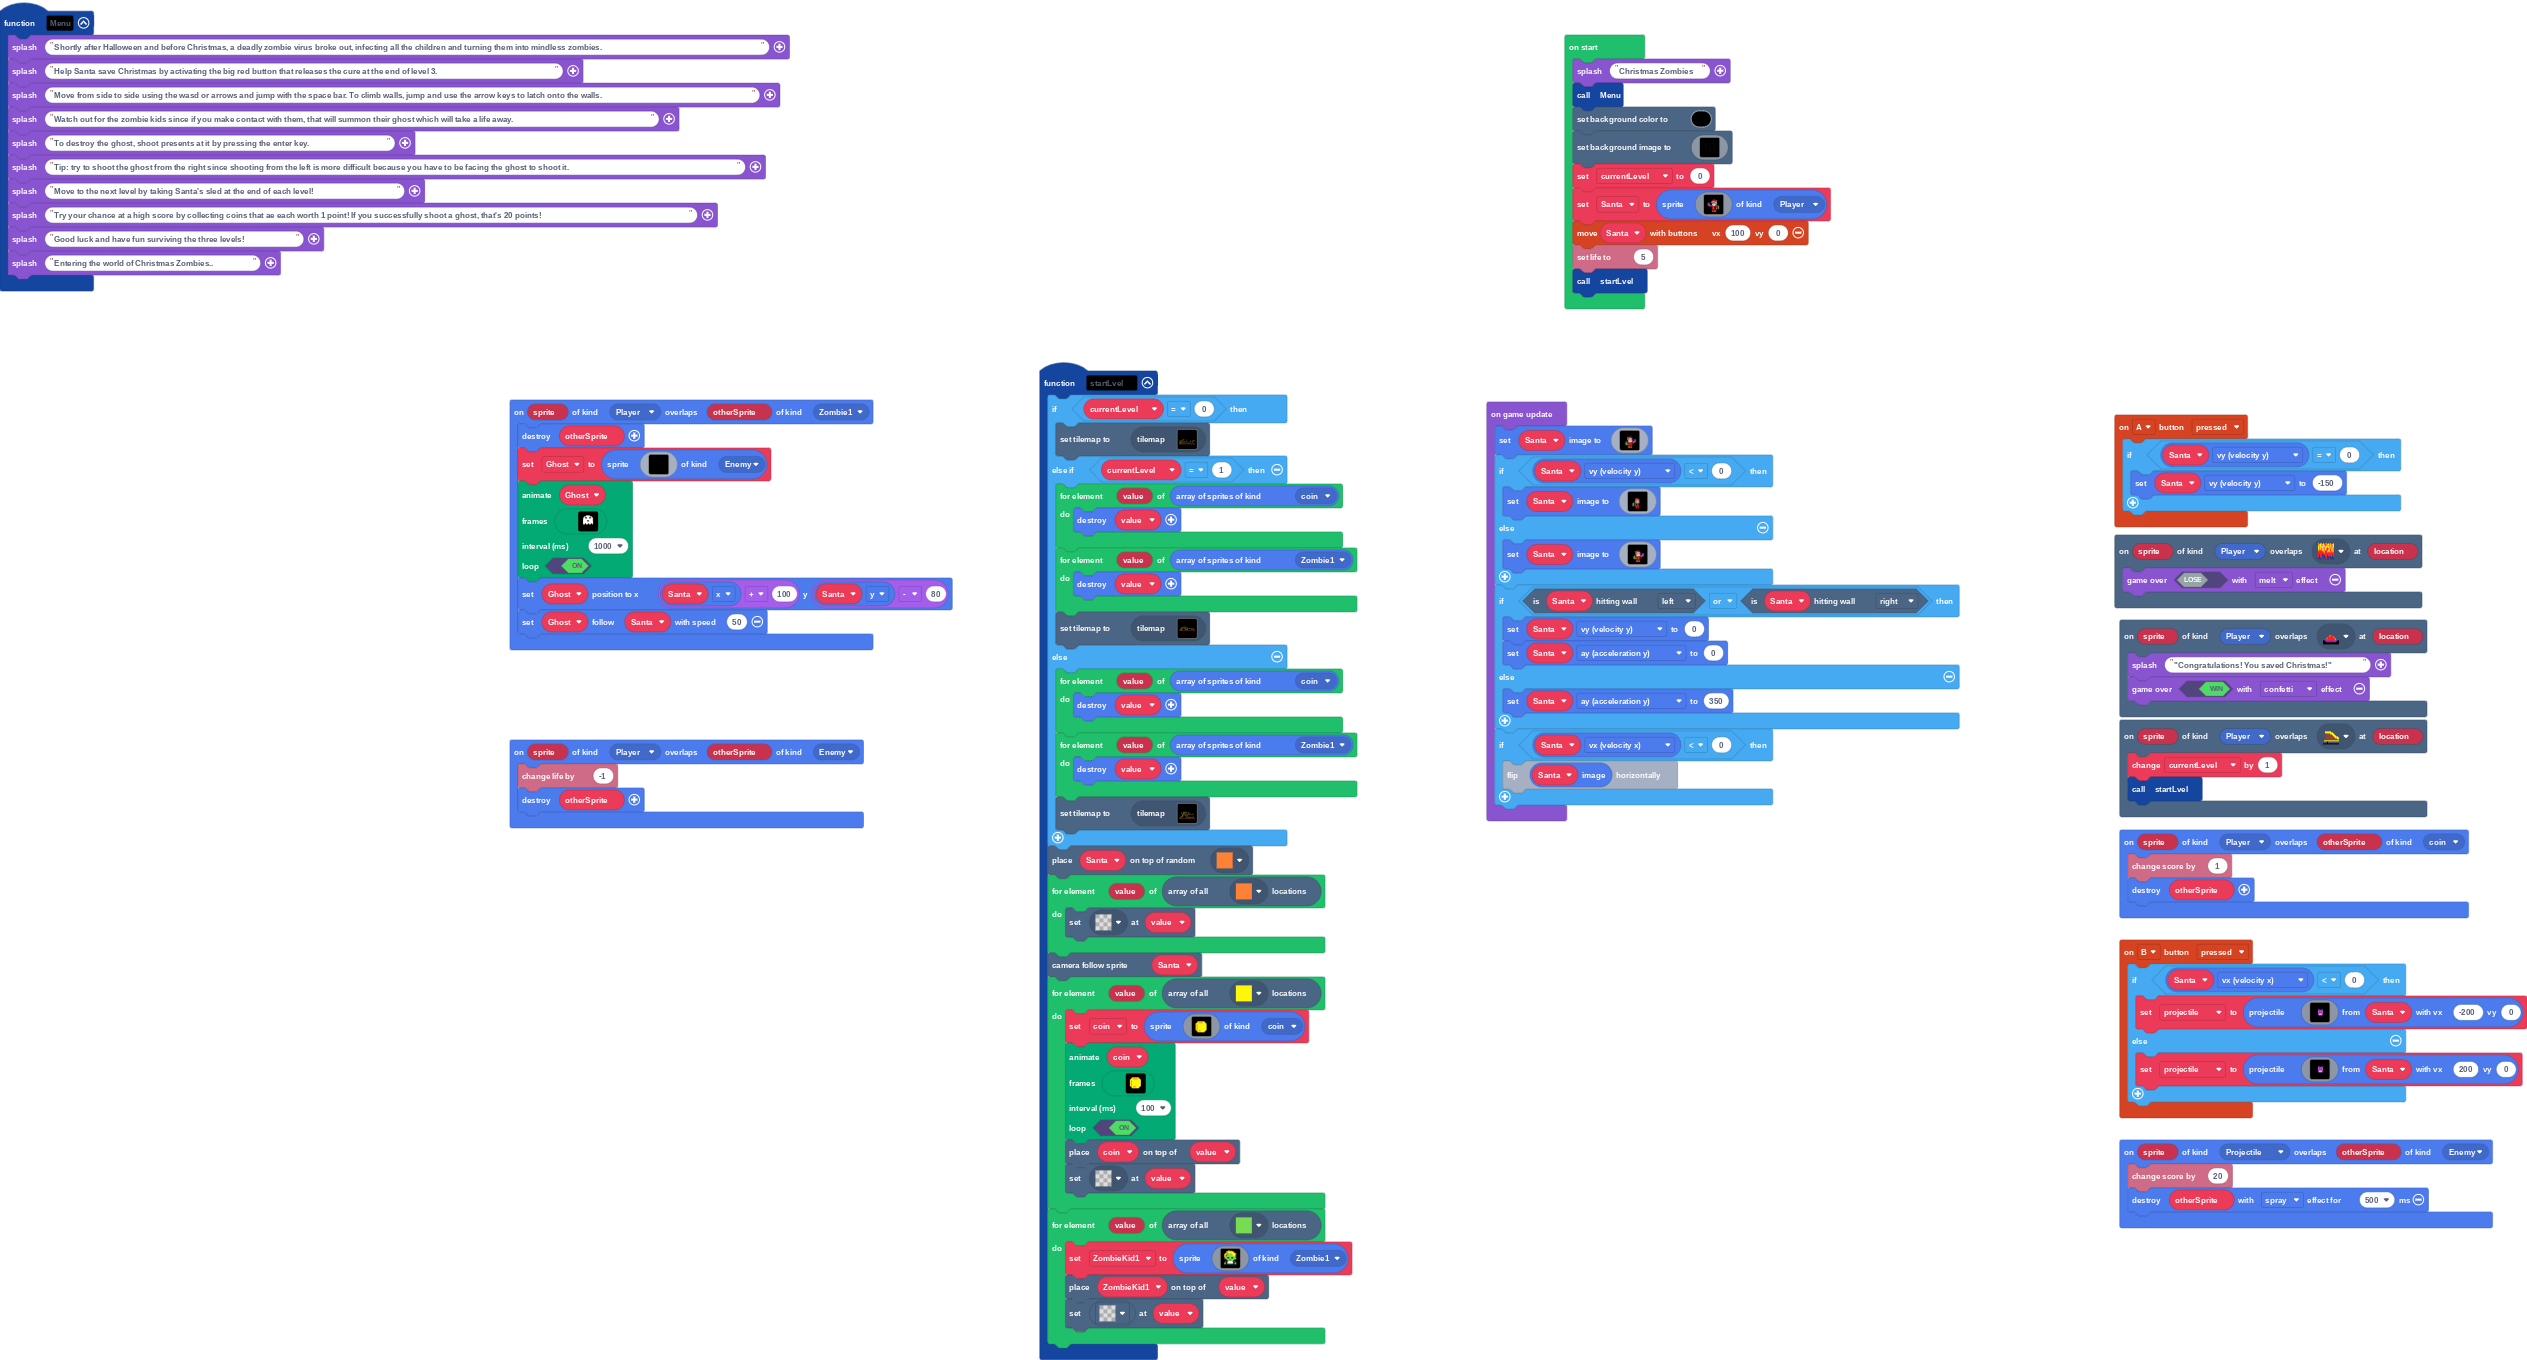 function Menu
splash "Shortly after Halloween and before Christmas, a deadly zombie virus broke out, infecting all the children and turning them into mindless zombies. "
splash "Help Santa save Christmas by activating the big red button that releases the cure at the end of level 3. "
splash "Move from side to side using the wasd or arrows and jump with the space bar. To climb walls, jump and use the arrow keys to latch onto the walls. "
splash "Watch out for the zombie kids since if you make contact with them, that will summon their ghost which will take a life away. "
splash "To destroy the ghost, shoot presents at it by pressing the enter key. "
splash "Tip: try to shoot the ghost from the right since shooting from the left is more difficult because you have to be facing the ghost to shoot it. "
splash "Move to the next level by taking Santa's sled at the end of each level! "
splash "Try your chance at a high score by collecting coins that ae each worth 1 point! If you successfully shoot a ghost, that's 20 points! "
splash "Good luck and have fun surviving the three levels! "
splash "Entering the world of Christmas Zombies.. "
on start
splash "Christmas Zombies "
call Menu
set background color to
set background image to
set currentLevel to 0
set Santa to sprite of kind Player
move Santa with buttons vx 100 vy 0
set life to 5
call startLvel
on sprite of kind Player overlaps otherSprite of kind Zombie1
destroy otherSprite
set Ghost to sprite of kind Enemy
animate Ghost
frames
interval (ms) 1000
loop ON
set Ghost position to x Santa x + 100 y Santa y - 80
set Ghost follow Santa with speed 50
on sprite of kind Player overlaps otherSprite of kind Enemy
change life by -1
destroy otherSprite
function startLvel
if currentLevel = 0 then
set tilemap to tilemap
else if currentLevel = 1 then
for element value of array of sprites of kind coin
do destroy value
for element value of array of sprites of kind Zombie1
do destroy value
set tilemap to tilemap
else
for element value of array of sprites of kind coin
do destroy value
for element value of array of sprites of kind Zombie1
do destroy value
set tilemap to tilemap
place Santa on top of random
for element value of array of all locations
do set at value
camera follow sprite Santa
for element value of array of all locations
do set coin to sprite of kind coin
animate coin
frames
interval (ms) 100
loop ON
place coin on top of value
set at value
for element value of array of all locations
do set ZombieKid1 to sprite of kind Zombie1
place ZombieKid1 on top of value
set at value
on game update
set Santa image to
if Santa vy (velocity y) < 0 then
set Santa image to
else
set Santa image to
if is Santa hitting wall left or is Santa hitting wall right then
set Santa vy (velocity y) to 0
set Santa ay (acceleration y) to 0
else
set Santa ay (acceleration y) to 350
if Santa vx (velocity x) < 0 then
flip Santa image horizontally
on A button pressed
if Santa vy (velocity y) = 0 then
set Santa vy (velocity y) to -150
on sprite of kind Player overlaps at location
game over LOSE with melt effect
on sprite of kind Player overlaps at location
splash ""Congratulations! You saved Christmas!" "
game over WIN with confetti effect
on sprite of kind Player overlaps at location
change currentLevel by 1
call startLvel
on sprite of kind Player overlaps otherSprite of kind coin
change score by 1
destroy otherSprite
on B button pressed
if Santa vx (velocity x) < 0 then
set projectile to projectile from Santa with vx -200 vy 0
else
set projectile to projectile from Santa with vx 200 vy 0
on sprite of kind Projectile overlaps otherSprite of kind Enemy
change score by 20
destroy otherSprite with spray effect for 500 ms